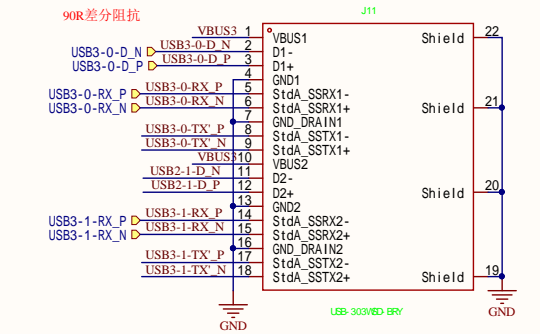 90R差分阻抗
J11
VBUS3 1 VBUS1 Shield 22
USB3-0-D_N USB3-0-D_N 2 D1-
USB3-0-D_P USB3-0-D_P 3 D1+
4 GND1
USB3-0-RX_P USB3-0-RX_P 5 StdA_SSRX1-
USB3-0-RX_N USB3-0-RX_N 6 StdA_SSRX1+ Shield 21
7 GND_DRAIN1
USB3-0-TX'_P 8 StdA_SSTX1-
USB3-0-TX'_N 9 StdA_SSTX1+
VBUS3 10 VBUS2
USB2-1-D_N 11 D2-
USB2-1-D_P 12 D2+ Shield 20
13 GND2
USB3-1-RX_P USB3-1-RX_P 14 StdA_SSRX2-
USB3-1-RX_N USB3-1-RX_N 15 StdA_SSRX2+
16 GND_DRAIN2
USB3-1-TX'_P 17 StdA_SSTX2-
USB3-1-TX'_N 18 StdA_SSTX2+ Shield 19
USB-303WSD-BRY
GND
GND